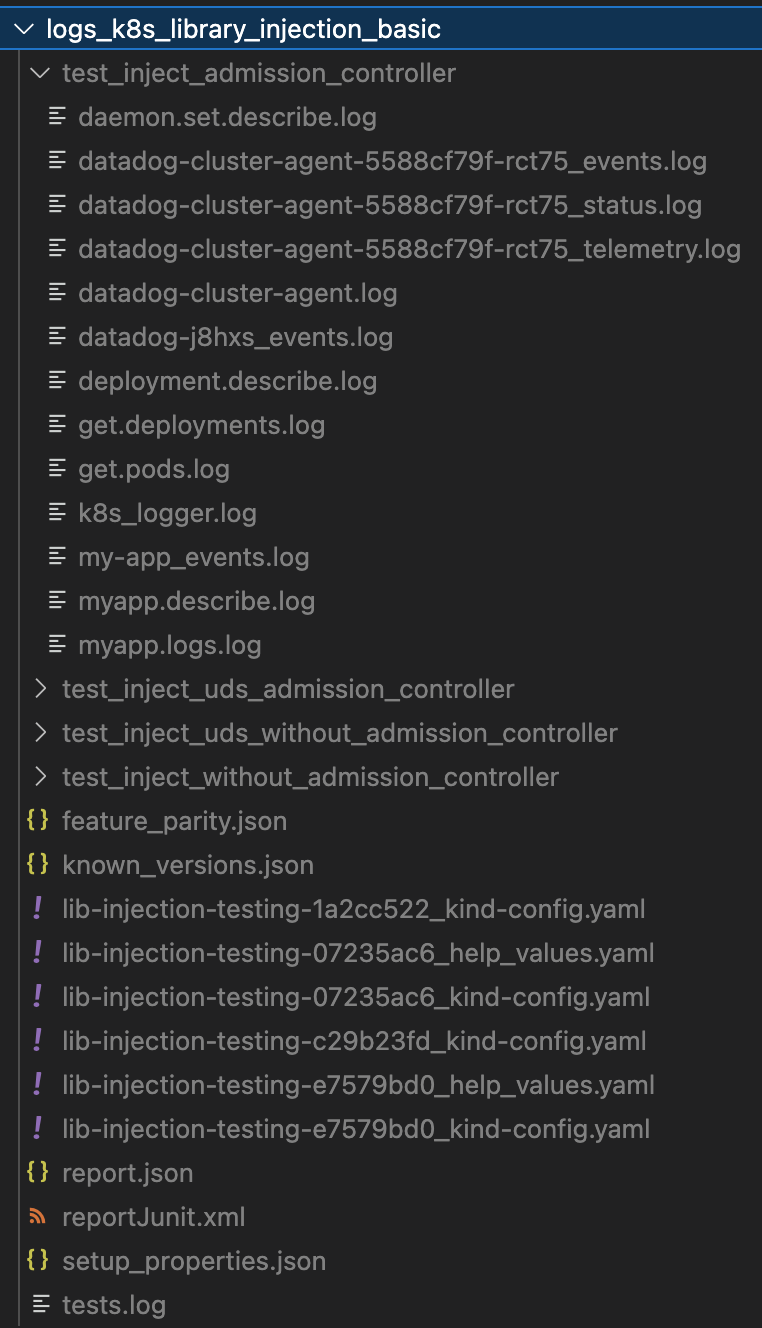 logs_k8s_library_injection_basic
test_inject_admission_controller
daemon.set.describe.log
datadog-cluster-agent-5588cf79f-rct75_events.log
datadog-cluster-agent-5588cf79f-rct75_status.log
datadog-cluster-agent-5588cf79f-rct75_telemetry.log
datadog-cluster-agent.log
datadog-j8hxs_events.log
deployment.describe.log
get.deployments.log
get.pods.log
k8s_logger.log
my-app_events.log
myapp.describe.log
myapp.logs.log
test_inject_uds_admission_controller
test_inject_uds_without_admission_controller
test_inject_without_admission_controller
{} feature_parity.json
{} known_versions.json
! lib-injection-testing-1a2cc522_kind-config.yaml
! lib-injection-testing-07235ac6_help_values.yaml
! lib-injection-testing-07235ac6_kind-config.yaml
! lib-injection-testing-c29b23fd_kind-config.yaml
! lib-injection-testing-e7579bd0_help_values.yaml
! lib-injection-testing-e7579bd0_kind-config.yaml
{} report.json
reportJunit.xml
{} setup_properties.json
tests.log